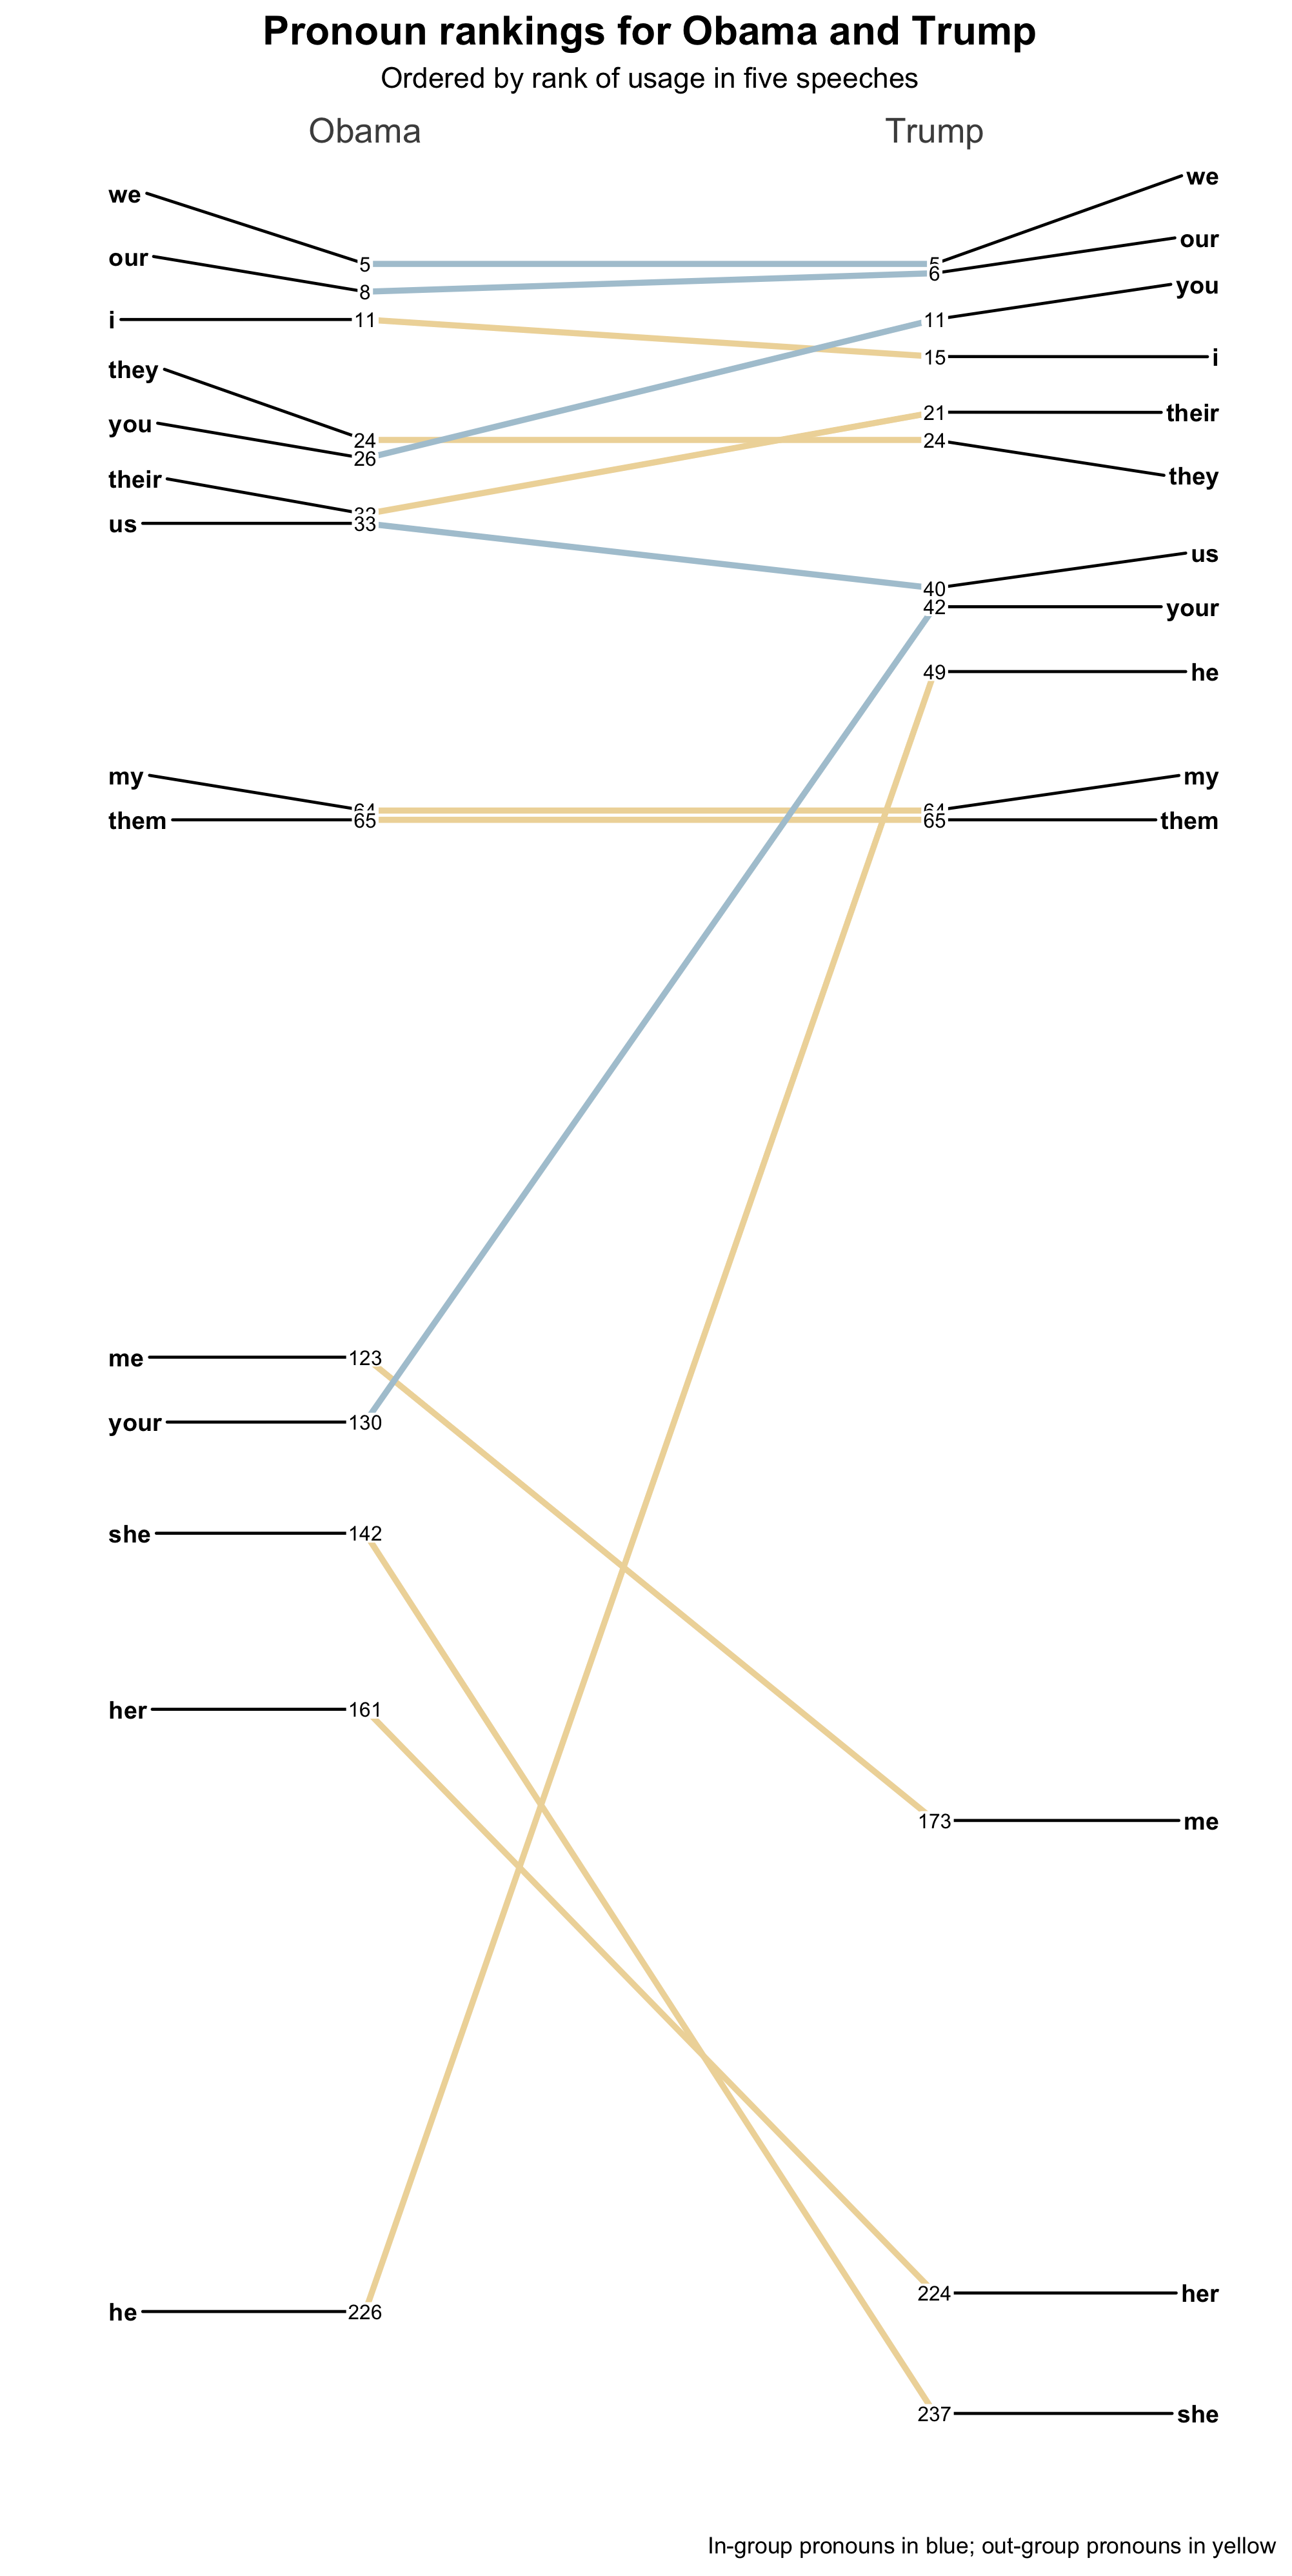 Pronoun rankings for Obama and Trump
Ordered by rank of usage in five speeches
Obama Trump
we 5 5 we
our 8 6 our
i 11 11 you
they 24 15 i
you 26 21 their
their 32 24 they
us 33 40 us
42 your
49 he
my 64 64 my
them 65 65 them
me 123
your 130
she 142
her 161
173 me
224 her
he 226
237 she
In-group pronouns in blue; out-group pronouns in yellow